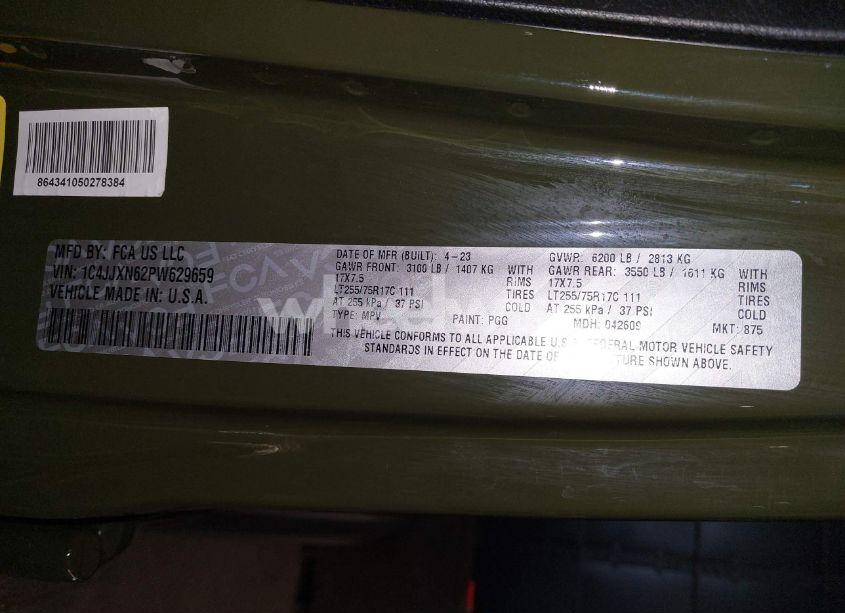 864341050278384
MFD BY: FCA US LLC
VIN: 1C4JJXN62PW629659
VEHICLE MADE IN: U.S.A.
DATE OF MFR (BUILT): 4-23
GAWR FRONT: 3100 LB / 1407 KG WITH
17X7.5 RIMS
LT255/75R17C 111 TIRES
AT 255 kPa / 37 PSI COLD
TYPE: MPV PAINT: PGG
GVWR: 6200 LB / 2813 KG
GAWR REAR: 3550 LB / 1611 KG WITH
17X7.5 RIMS
LT255/75R17C 111 TIRES
AT 255 kPa / 37 PSI COLD
MDH: 042609 MKT: 875
THIS VEHICLE CONFORMS TO ALL APPLICABLE U.S. FEDERAL MOTOR VEHICLE SAFETY
STANDARDS IN EFFECT ON THE DATE OF SHOWN ABOVE.